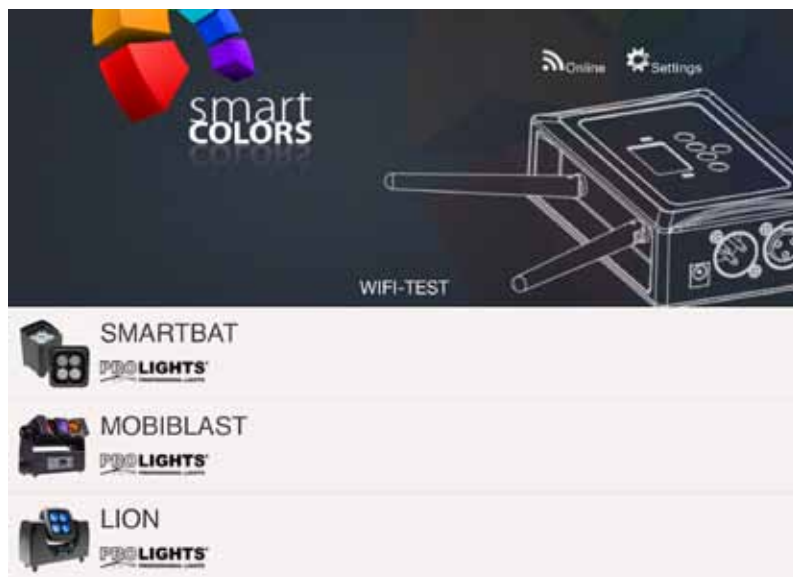 Online Settings
smart
COLORS
WIFI-TEST
SMARTBAT
PROLIGHTS
MOBIBLAST
PROLIGHTS
LION
PROLIGHTS